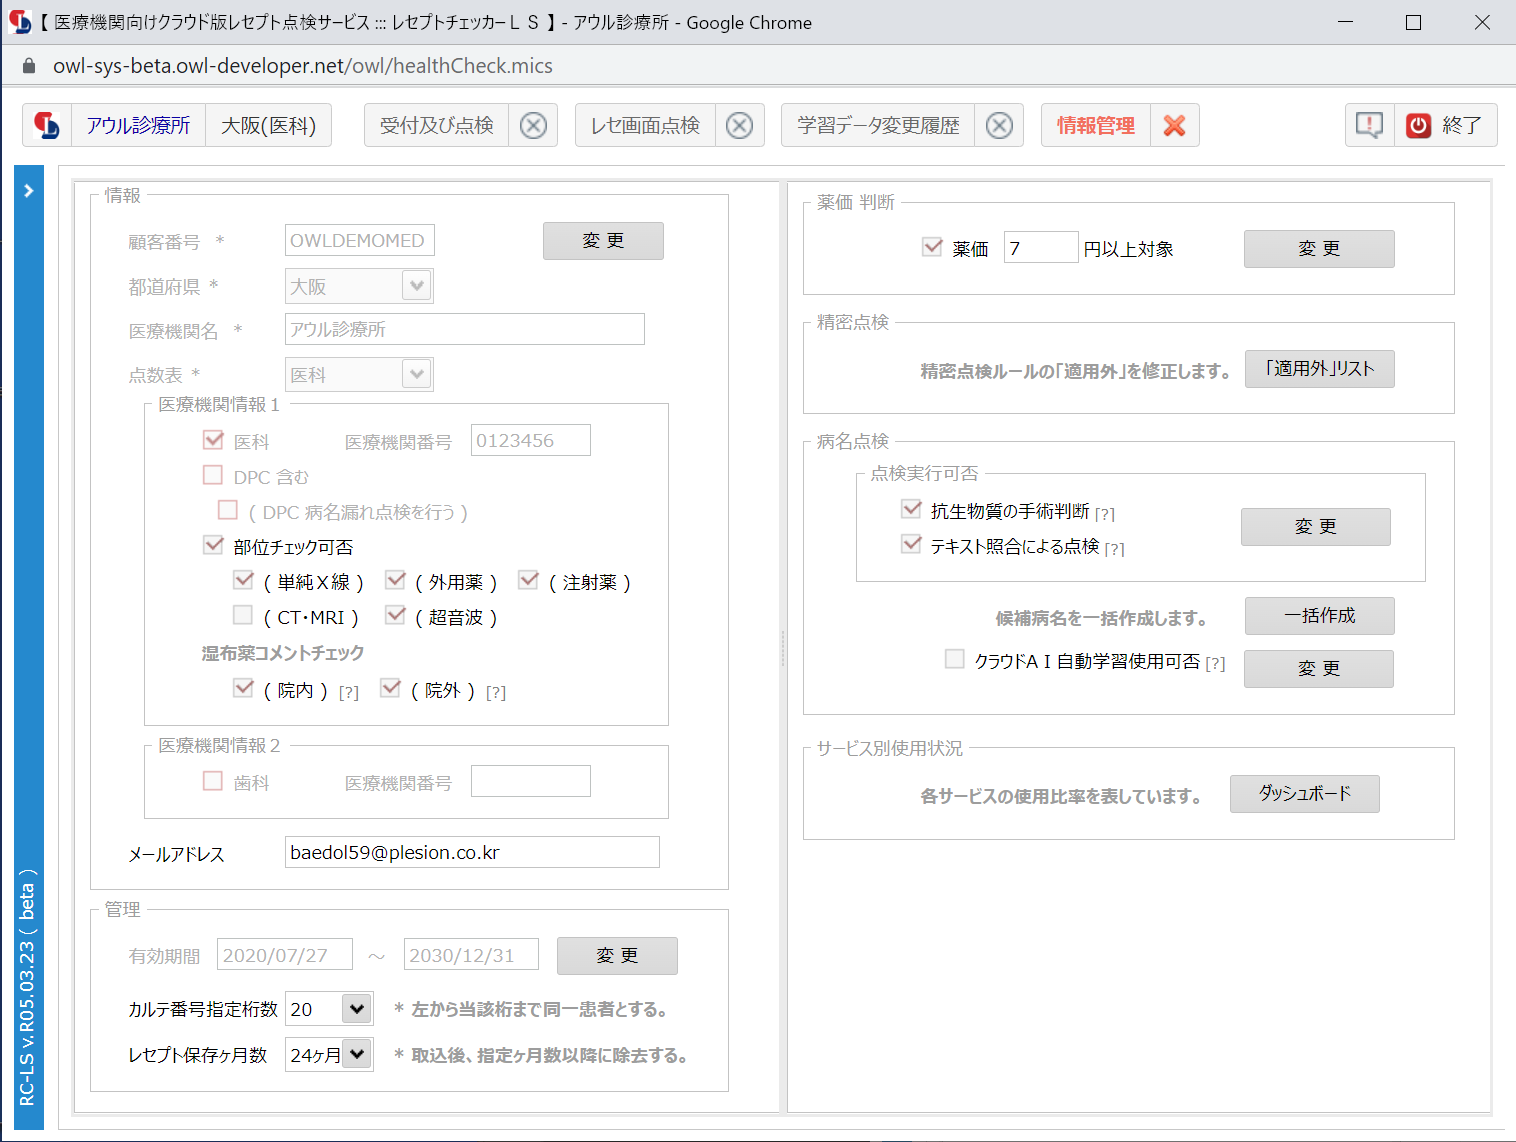 【 医療機関向けクラウド版レセプト点検サービス ::: レセプトチェッカーＬＳ 】 - アウル診療所 - Google Chrome
owl-sys-beta.owl-developer.net/owl/healthCheck.mics
アウル診療所 大阪(医科) 受付及び点検 レセ画面点検 学習データ変更履歴 情報管理 終了
情報
顧客番号 * OWLDEMOMED 変 更
都道府県 * 大阪
医療機関名 * アウル診療所
点数表 * 医科
医療機関情報１
医科 医療機関番号 0123456
DPC 含む
( DPC 病名漏れ点検を行う )
部位チェック可否
( 単純Ｘ線 ) ( 外用薬 ) ( 注射薬 )
( CT・MRI ) ( 超音波 )
湿布薬コメントチェック
( 院内 ) [?] ( 院外 ) [?]
医療機関情報２
歯科 医療機関番号
メールアドレス baedol59@plesion.co.kr
管理
有効期間 2020/07/27 ～ 2030/12/31 変 更
カルテ番号指定桁数 20 * 左から当該桁まで同一患者とする。
レセプト保存ヶ月数 24ヶ月 * 取込後、指定ヶ月数以降に除去する。
薬価 判断
薬価 7 円以上対象 変 更
精密点検
精密点検ルールの「適用外」を修正します。 「適用外」リスト
病名点検
点検実行可否
抗生物質の手術判断 [?]
テキスト照合による点検 [?]
変 更
候補病名を一括作成します。 一括作成
クラウドＡＩ自動学習使用可否 [?] 変 更
サービス別使用状況
各サービスの使用比率を表しています。 ダッシュボード
RC-LS v.R05.03.23 ( beta )